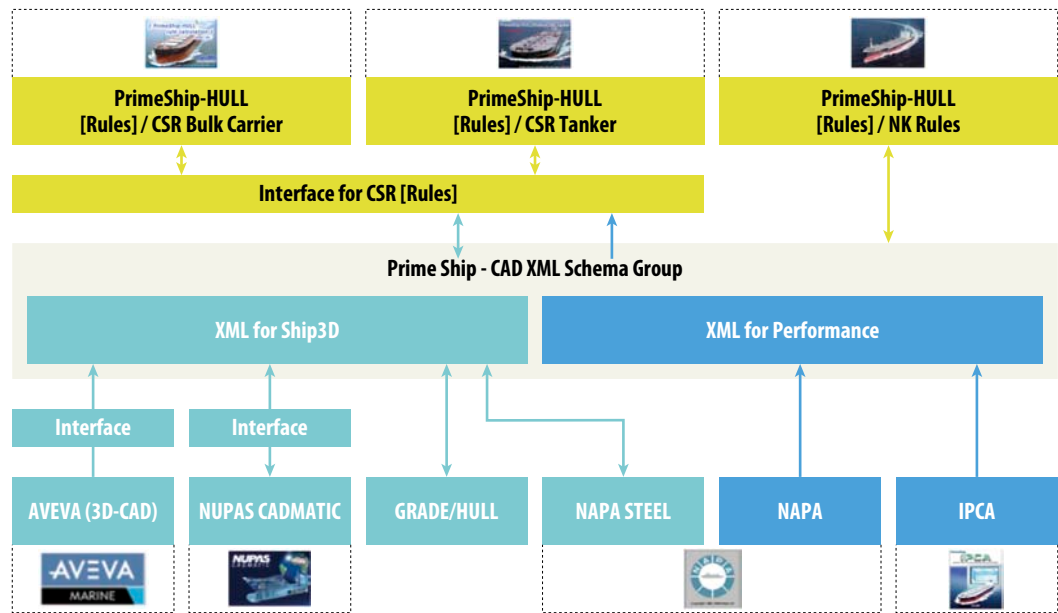 PrimeShip-HULL
[Rules] / CSR Bulk Carrier
PrimeShip-HULL
[Rules] / CSR Tanker
PrimeShip-HULL
[Rules] / NK Rules
Interface for CSR [Rules]
Prime Ship - CAD XML Schema Group
XML for Ship3D
XML for Performance
Interface
Interface
AVEVA (3D-CAD)
NUPAS CADMATIC
GRADE/HULL
NAPA STEEL
NAPA
IPCA
AVEVA
MARINE
NUPAS
CADMATIC
NAPA
IPCA